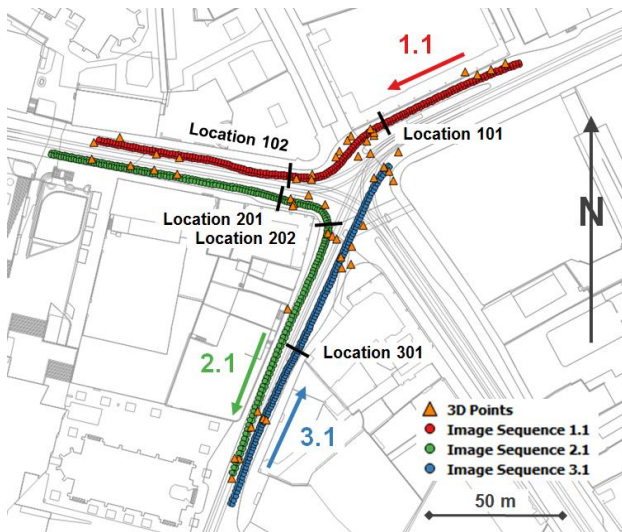 1.1
Location 102
Location 101
N
Location 201
Location 202
2.1
Location 301
3.1
3D Points
Image Sequence 1.1
Image Sequence 2.1
Image Sequence 3.1
50 m